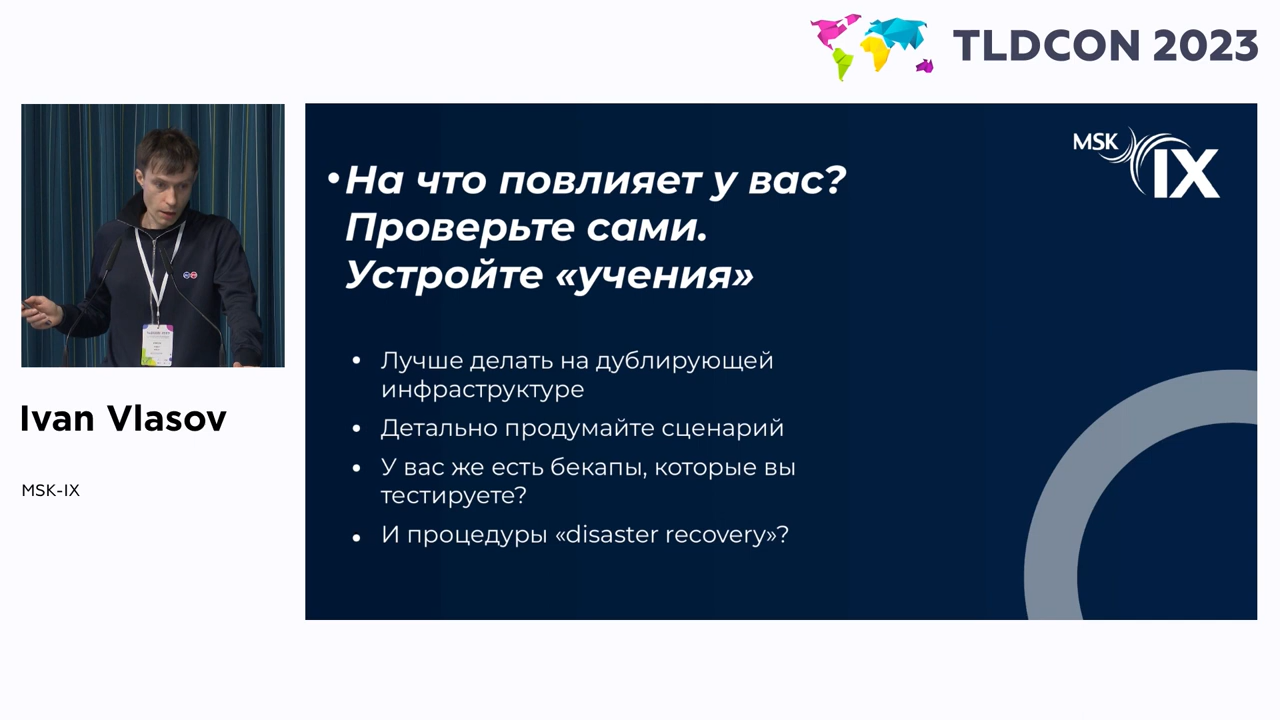 TLDCON 2023
MSK
IX
• На что повлияет у вас?
Проверьте сами.
Устройте «учения»
• Лучше делать на дублирующей
инфраструктуре
• Детально продумайте сценарий
• У вас же есть бекапы, которые вы
тестируете?
• И процедуры «disaster recovery»?
Ivan Vlasov
MSK-IX